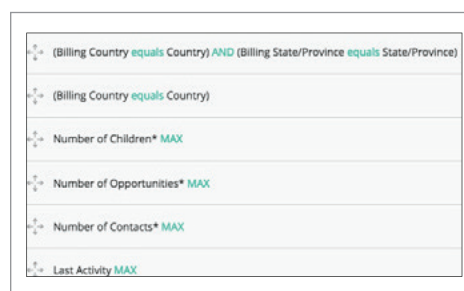 (Billing Country equals Country) AND (Billing State/Province equals State/Province)
(Billing Country equals Country)
Number of Children* MAX
Number of Opportunities* MAX
Number of Contacts* MAX
Last Activity MAX